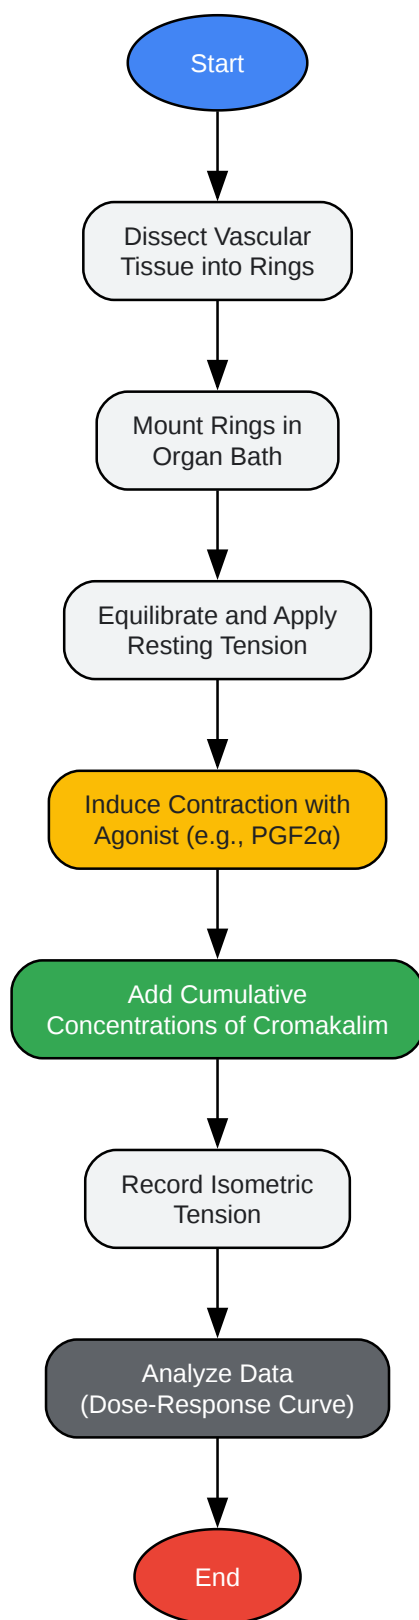 Start
Dissect Vascular
Tissue into Rings
Mount Rings in
Organ Bath
Equilibrate and Apply
Resting Tension
Induce Contraction with
Agonist (e.g., PGF2α)
Add Cumulative
Concentrations of Cromakalim
Record Isometric
Tension
Analyze Data
(Dose-Response Curve)
End